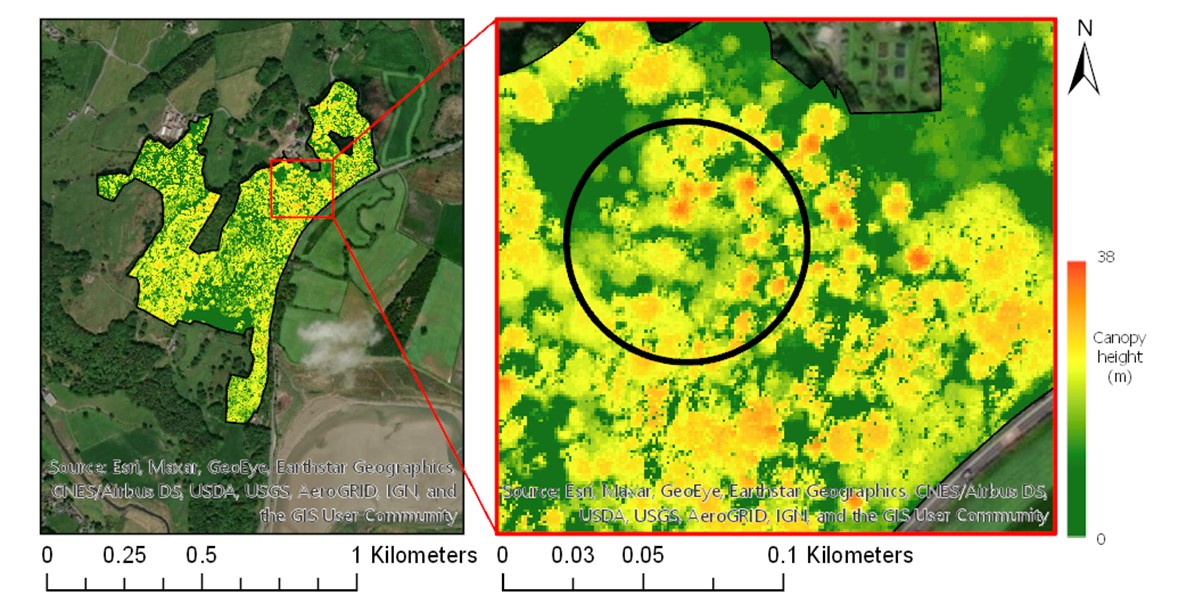 N
38
Canopy
height
(m)
0
Source: Esri, Maxar, GeoEye, Earthstar Geographics,
CNES/Airbus DS, USDA, USGS, AeroGRID, IGN, and
the GIS User Community
Source: Esri, Maxar, GeoEye, Earthstar Geographics, CNES/Airbus DS,
USDA, USGS, AeroGRID, IGN, and the GIS User Community
0 0.25 0.5 1 Kilometers
0 0.03 0.05 0.1 Kilometers